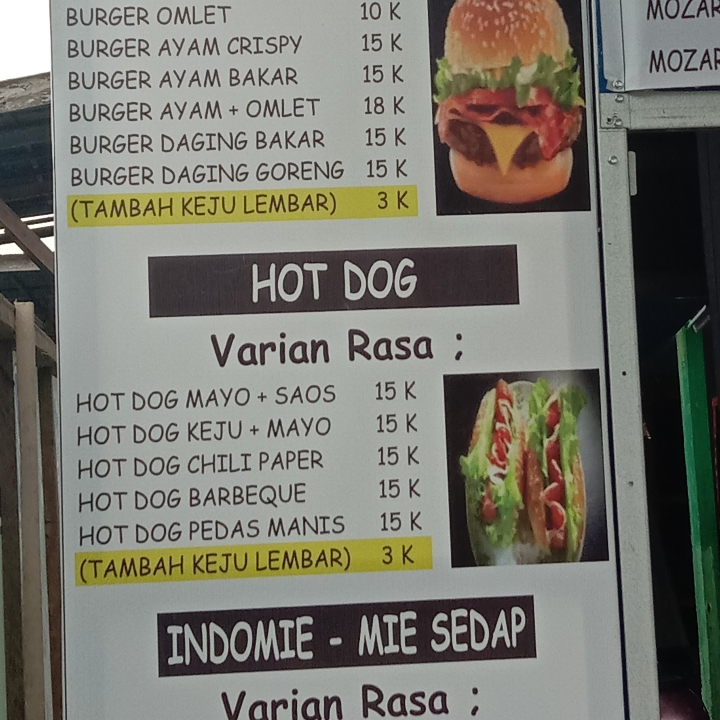 BURGER OMLET 10 K
BURGER AYAM CRISPY 15 K
BURGER AYAM BAKAR 15 K
BURGER AYAM + OMLET 18 K
BURGER DAGING BAKAR 15 K
BURGER DAGING GORENG 15 K
(TAMBAH KEJU LEMBAR) 3 K
HOT DOG
Varian Rasa ;
HOT DOG MAYO + SAOS 15 K
HOT DOG KEJU + MAYO 15 K
HOT DOG CHILI PAPER 15 K
HOT DOG BARBEQUE 15 K
HOT DOG PEDAS MANIS 15 K
(TAMBAH KEJU LEMBAR) 3 K
INDOMIE - MIE SEDAP
Varian Rasa ;